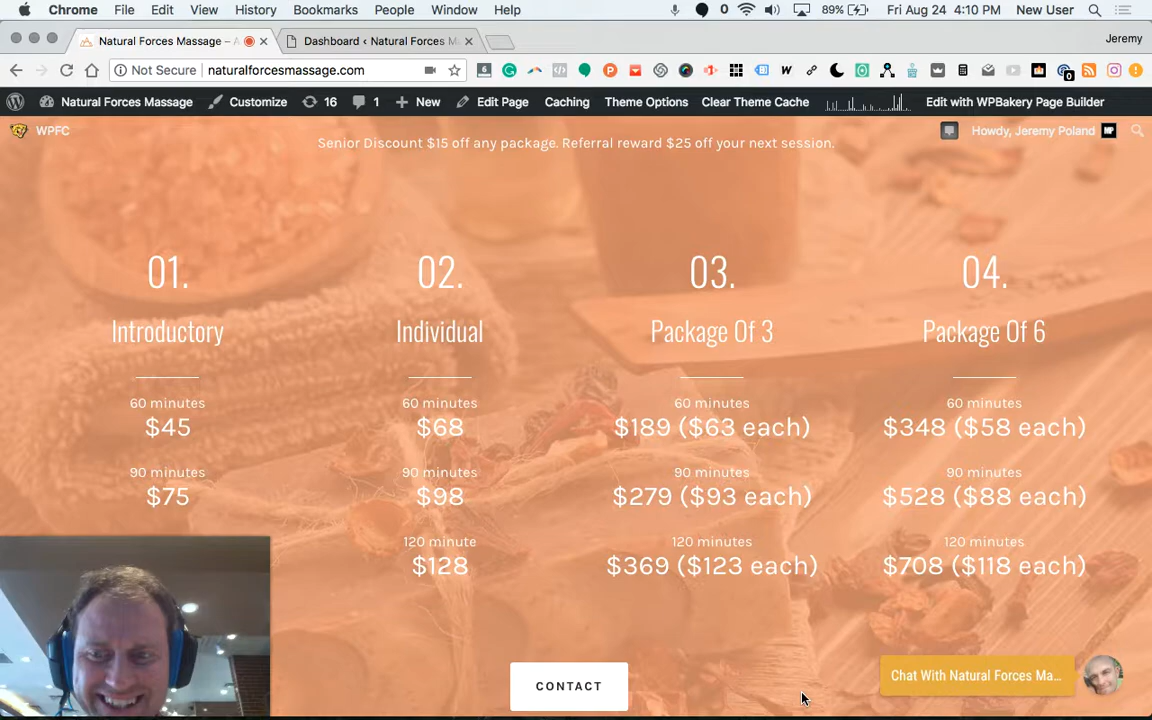 Chrome File Edit View History Bookmarks People Window Help 0 89% Fri Aug 24 4:10 PM New User
Natural Forces Massage – A Dashboard ‹ Natural Forces M Jeremy
Not Secure naturalforcesmassage.com
Natural Forces Massage Customize 16 1 + New Edit Page Caching Theme Options Clear Theme Cache Edit with WPBakery Page Builder
WPFC Howdy, Jeremy Poland
Senior Discount $15 off any package. Referral reward $25 off your next session.
01. 02. 03. 04.
Introductory Individual Package Of 3 Package Of 6
60 minutes 60 minutes 60 minutes 60 minutes
$45 $68 $189 ($63 each) $348 ($58 each)
90 minutes 90 minutes 90 minutes 90 minutes
$75 $98 $279 ($93 each) $528 ($88 each)
120 minute 120 minutes 120 minutes
$128 $369 ($123 each) $708 ($118 each)
CONTACT
Chat With Natural Forces Ma...